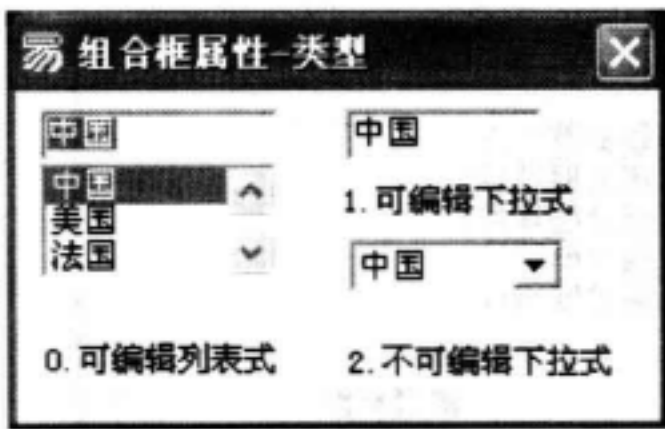 易 组合框属性-类型
中国
中国
美国
法国
0.可编辑列表式
中国
1.可编辑下拉式
中国
2.不可编辑下拉式